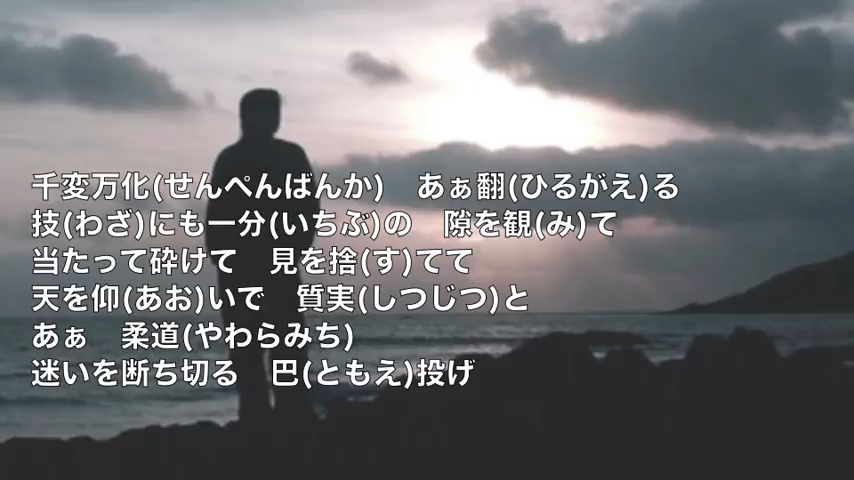 千変万化(せんぺんばんか)　あぁ翻(ひるがえ)る
技(わざ)にも一分(いちぶ)の　隙を観(み)て
当たって砕けて　見を捨(す)てて
天を仰(あお)いで　質実(しつじつ)と
あぁ　柔道(やわらみち)
迷いを断ち切る　巴(ともえ)投げ